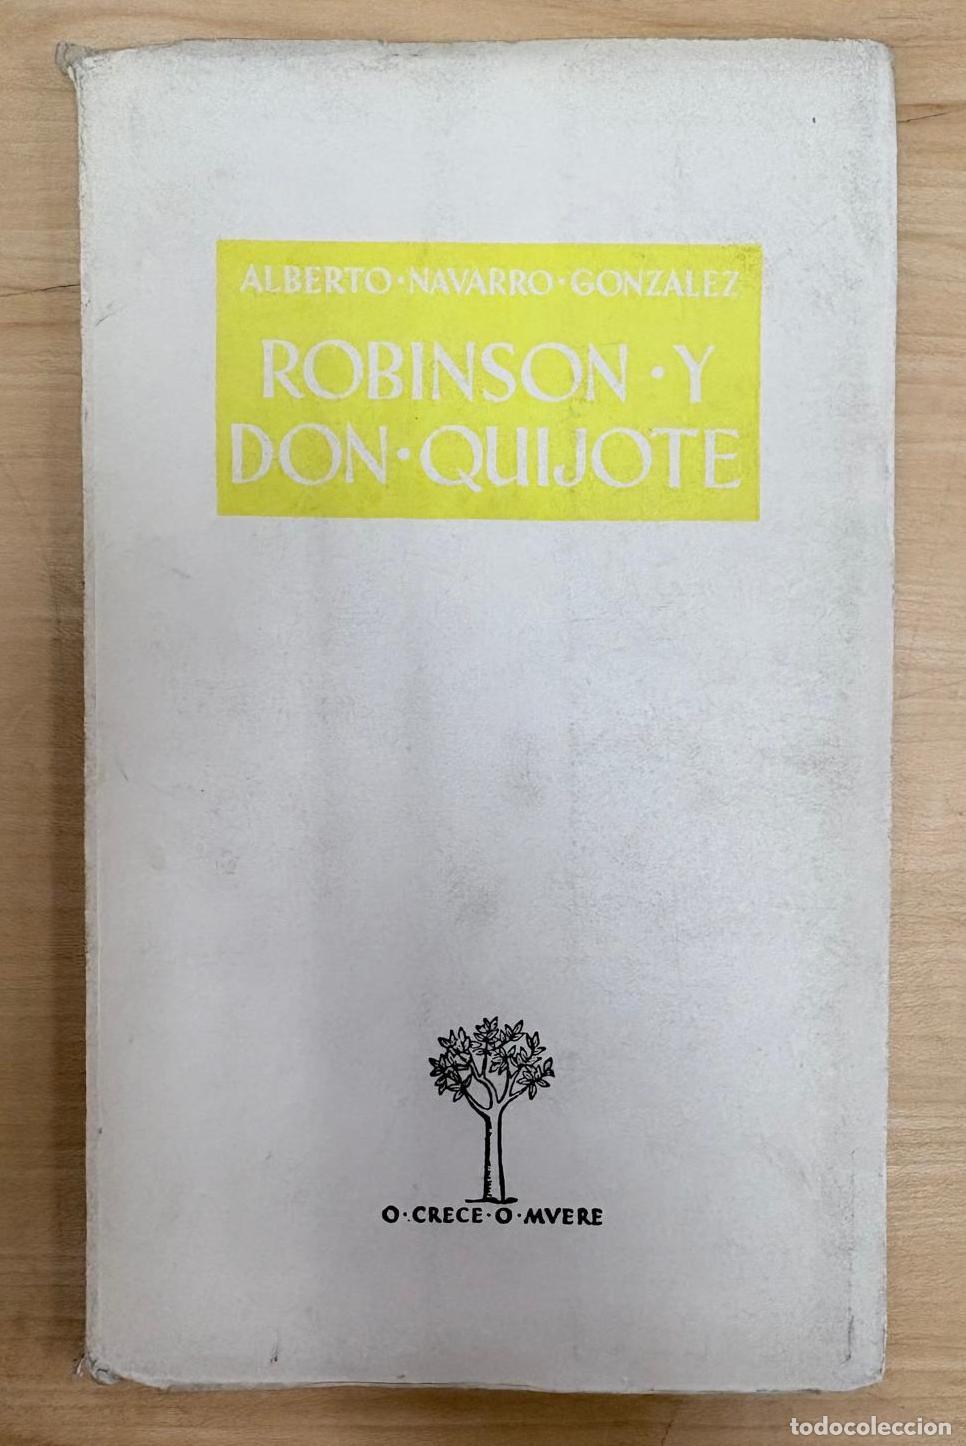 ALBERTO·NAVARRO·GONZALEZ
ROBINSON·Y
DON·QUIJOTE
O·CRECE·O·MVERE
todocoleccion